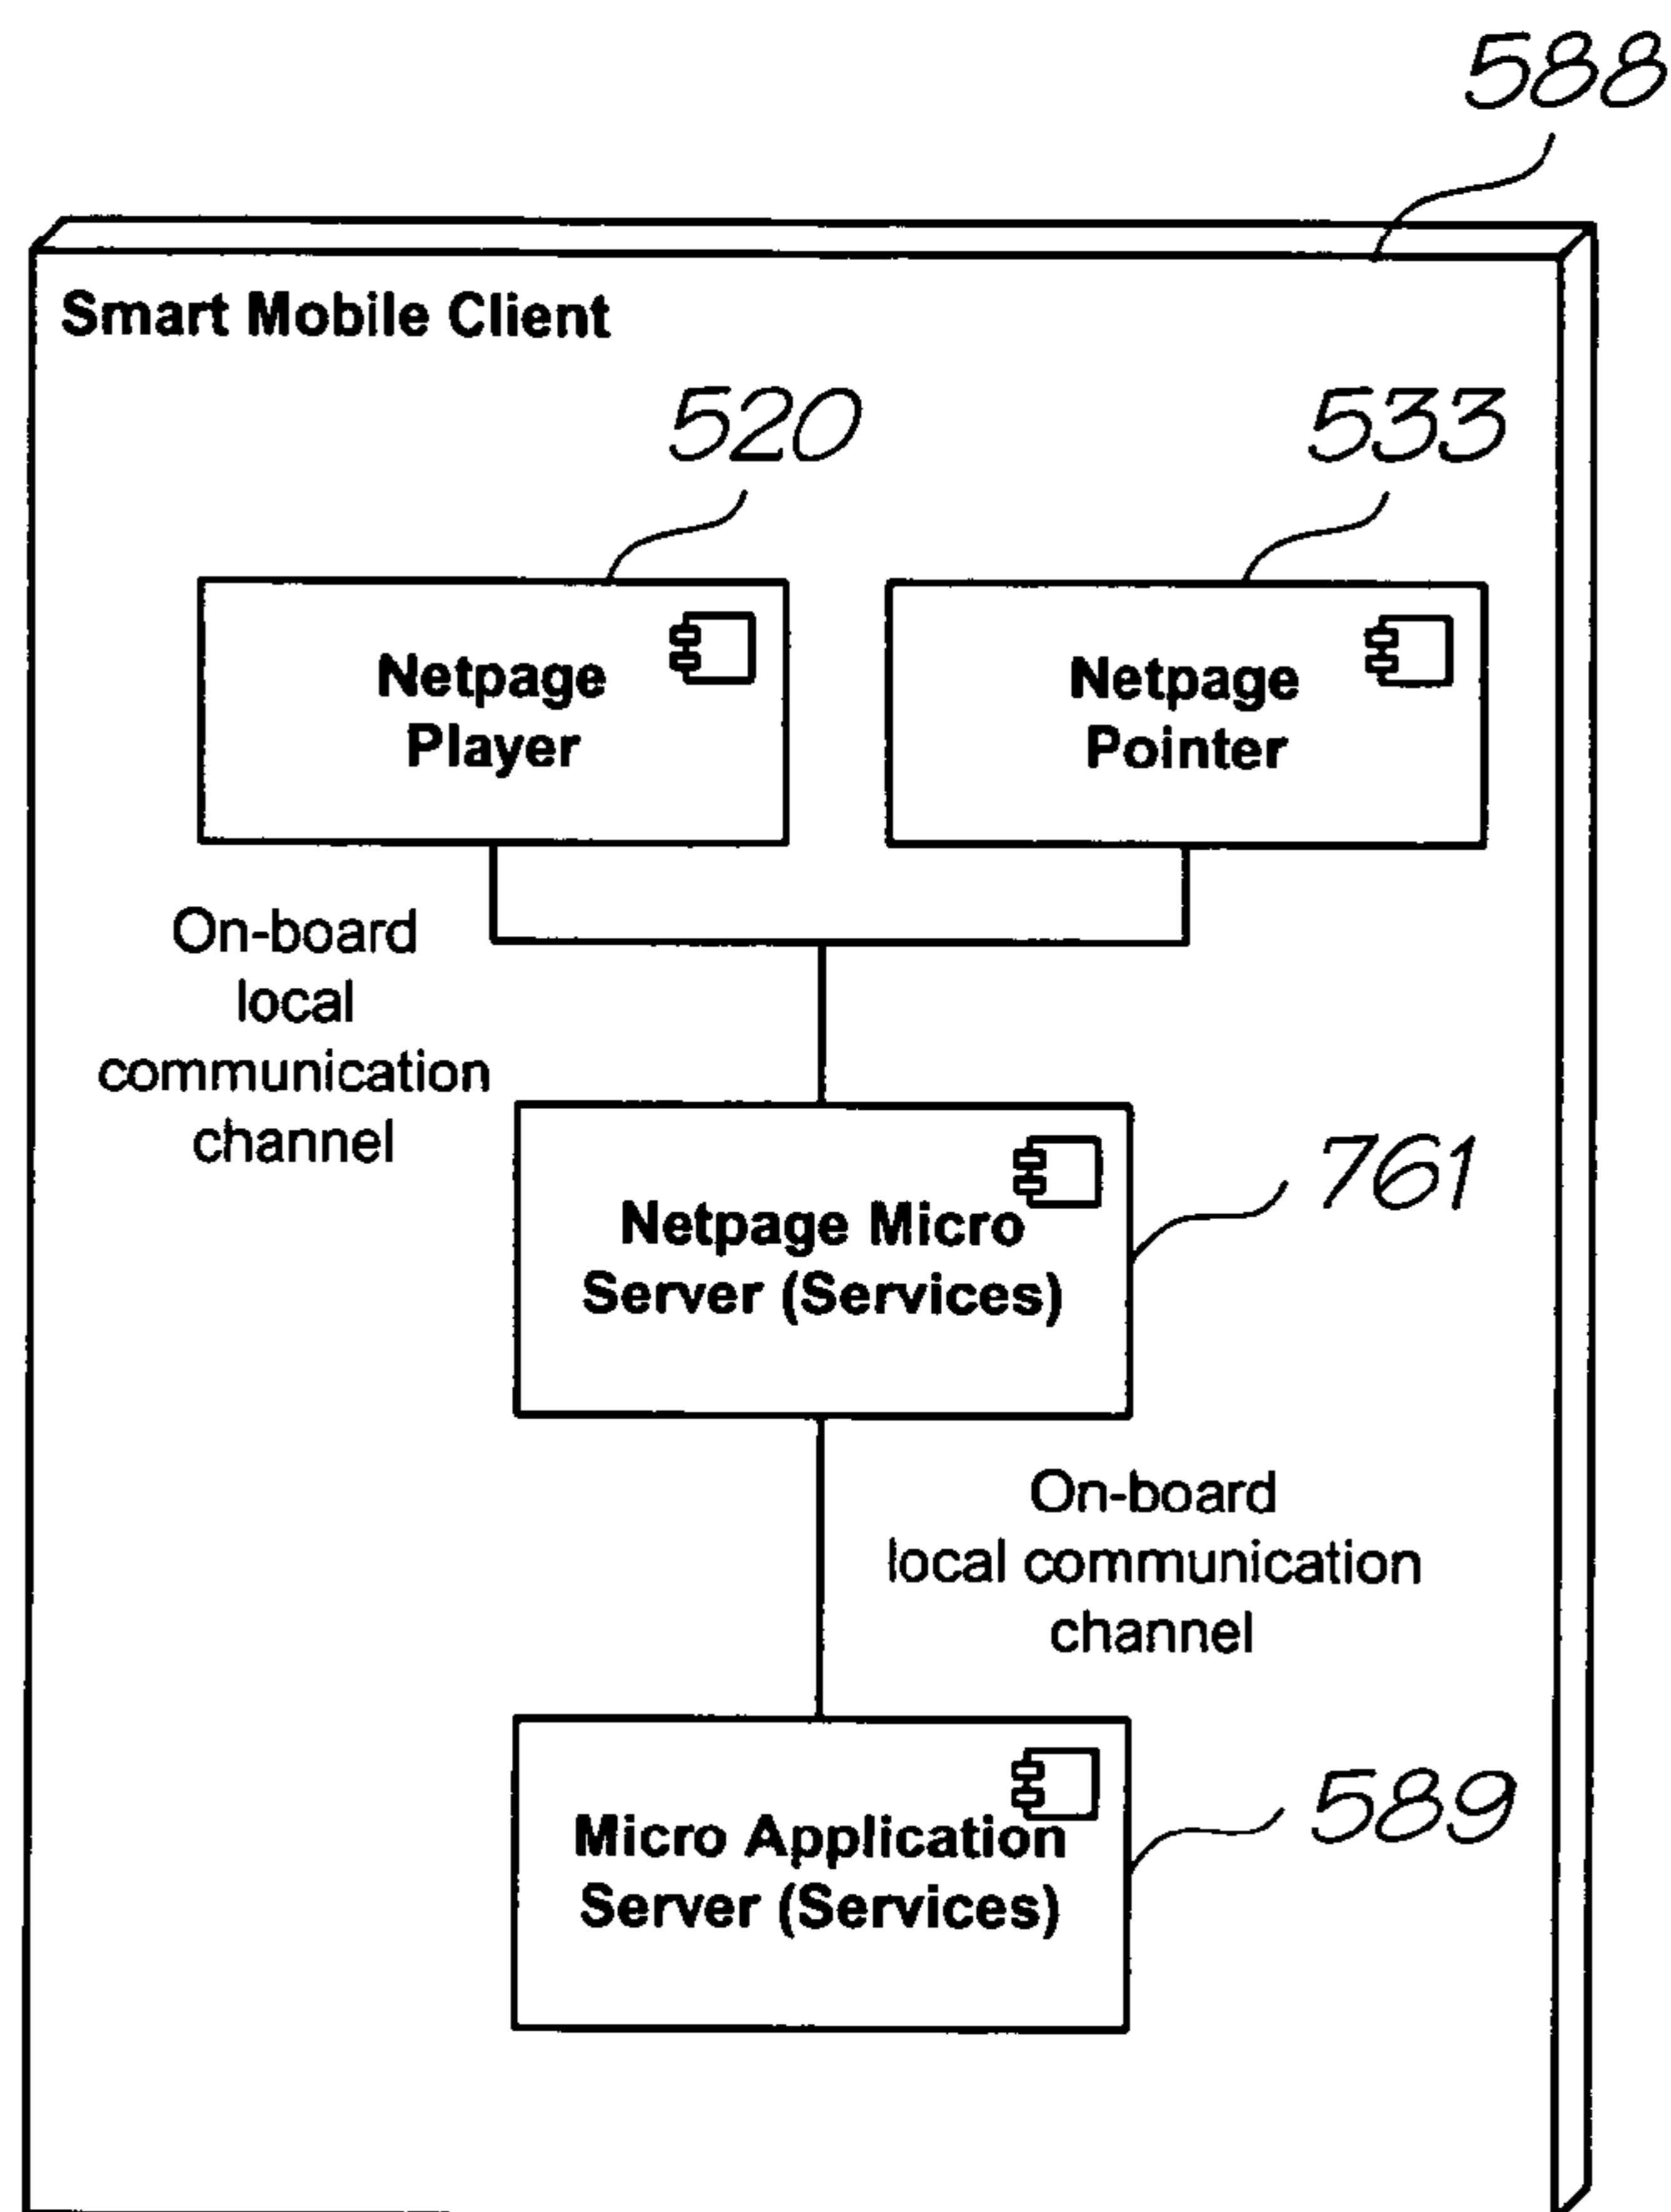 588
Smart Mobile Client
520
533
Netpage
Player
Netpage
Pointer
On-board
local
communication
channel
Netpage Micro
Server (Services)
761
On-board
local communication
channel
Micro Application
Server (Services)
589